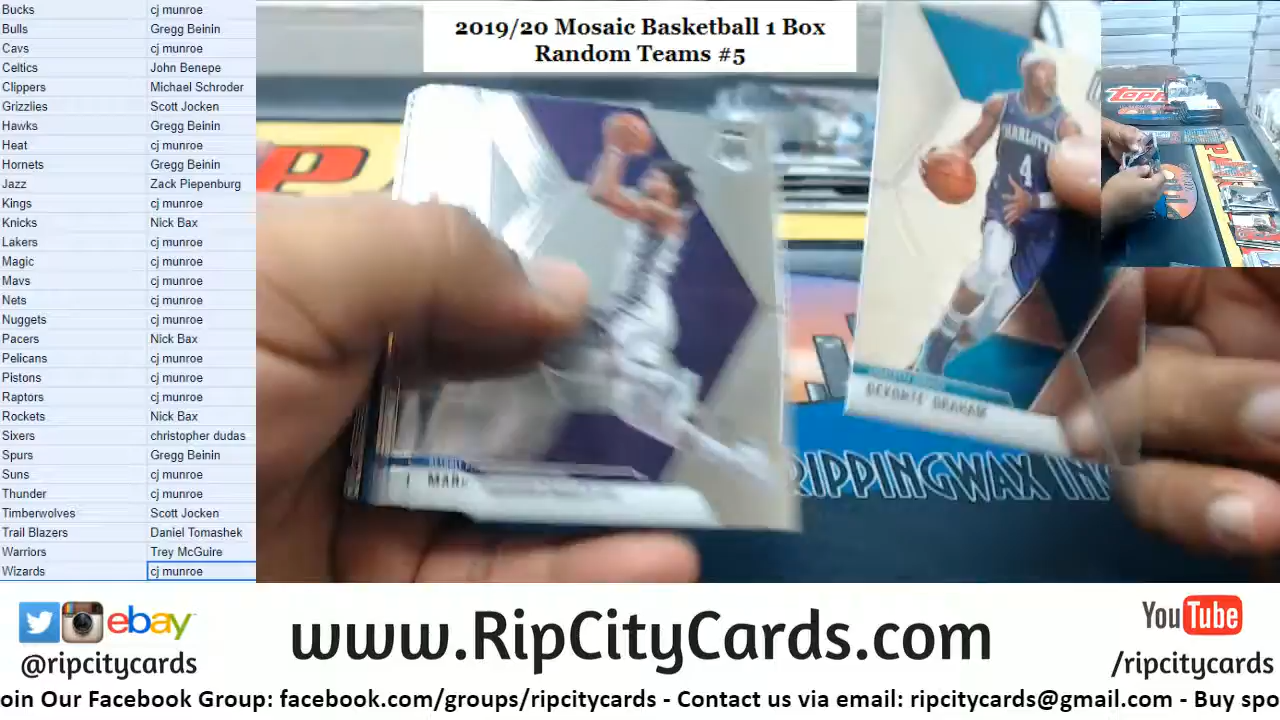 2019/20 Mosaic Basketball 1 Box
Random Teams #5
Bucks cj munroe
Bulls Gregg Beinin
Cavs cj munroe
Celtics John Benepe
Clippers Michael Schroder
Grizzlies Scott Jocken
Hawks Gregg Beinin
Heat cj munroe
Hornets Gregg Beinin
Jazz Zack Piepenburg
Kings cj munroe
Knicks Nick Bax
Lakers cj munroe
Magic cj munroe
Mavs cj munroe
Nets cj munroe
Nuggets cj munroe
Pacers Nick Bax
Pelicans cj munroe
Pistons cj munroe
Raptors cj munroe
Rockets Nick Bax
Sixers christopher dudas
Spurs Gregg Beinin
Suns cj munroe
Thunder cj munroe
Timberwolves Scott Jocken
Trail Blazers Daniel Tomashek
Warriors Trey McGuire
Wizards cj munroe
CHARLOTTE
4
DEVONTE GRAHAM
TOPPS
RIPPINGWAX IN
ebay
@ripcitycards
www.RipCityCards.com
YouTube
/ripcitycards
oin Our Facebook Group: facebook.com/groups/ripcitycards - Contact us via email: ripcitycards@gmail.com - Buy spo